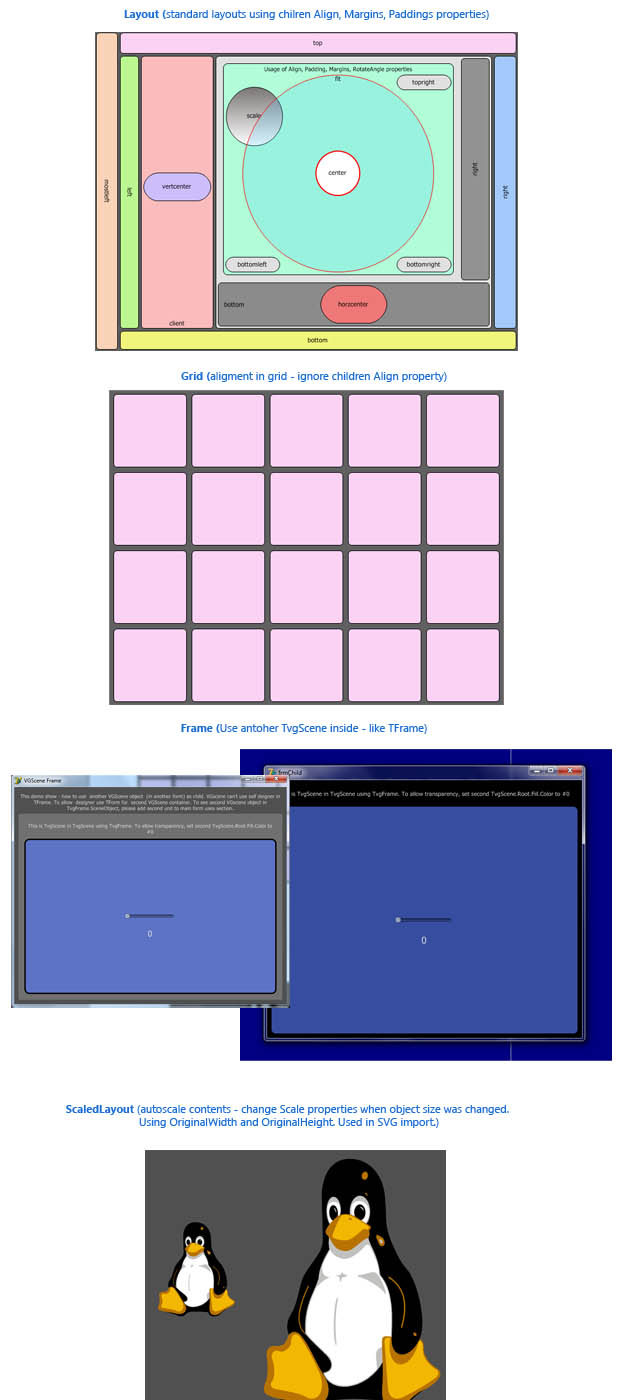 Layout (standard layouts using chilren Align, Margins, Paddings properties)
top
Usage of Align, Padding, Margins, RotateAngle properties
fit
topright
scale
mostleft
left
vertcenter
center
right
right
bottomleft
bottomright
bottom
horzcenter
client
bottom
Grid (aligment in grid - ignore children Align property)
Frame (Use antoher TvgScene inside - like TFrame)
frmChild
VGScene Frame
is TvgScene in TvgScene using TvgFrame. To allow transparency, set second TvgScene.Root.Fill.Color to #0
This demo show - how to use another VGScene object (in another form) as child. VGscene can't use self deigner in
TFrame. To allow designer use TForm for second VGScene container. To see second VGscene object in
TvgFrame.SceneObject, please add second unit to main form uses section.
This is TvgScene in TvgScene using TvgFrame. To allow transparency, set second TvgScene.Root.Fill.Color to
#0
0
0
ScaledLayout (autoscale contents - change Scale properties when object size was changed.
Using OriginalWidth and OriginalHeight. Used in SVG import.)